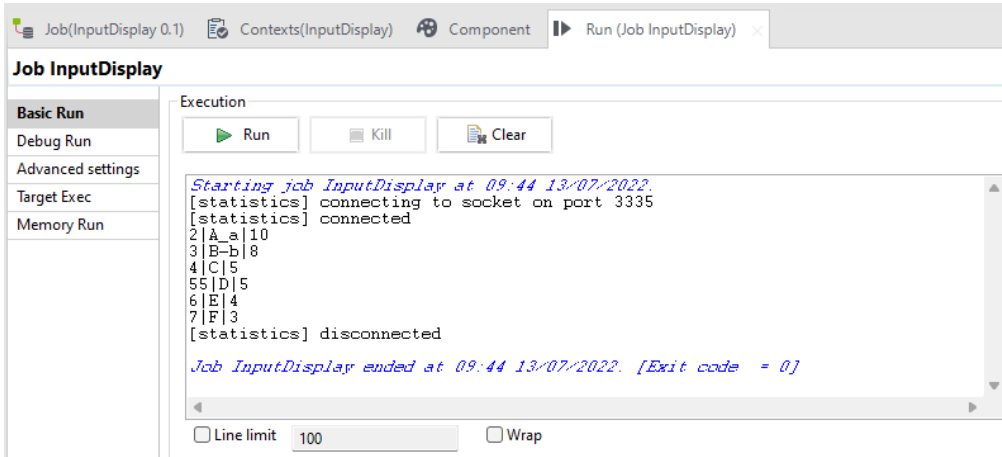 Job(InputDisplay 0.1) Contexts(InputDisplay) Component Run (Job InputDisplay)
Job InputDisplay
Basic Run
Debug Run
Advanced settings
Target Exec
Memory Run
Execution
Run Kill Clear
Starting job InputDisplay at 09:44 13/07/2022.
[statistics] connecting to socket on port 3335
[statistics] connected
2|A_a|10
3|B-b|8
4|C|5
55|D|5
6|E|4
7|F|3
[statistics] disconnected
Job InputDisplay ended at 09:44 13/07/2022. [Exit code  = 0]
Line limit 100 Wrap